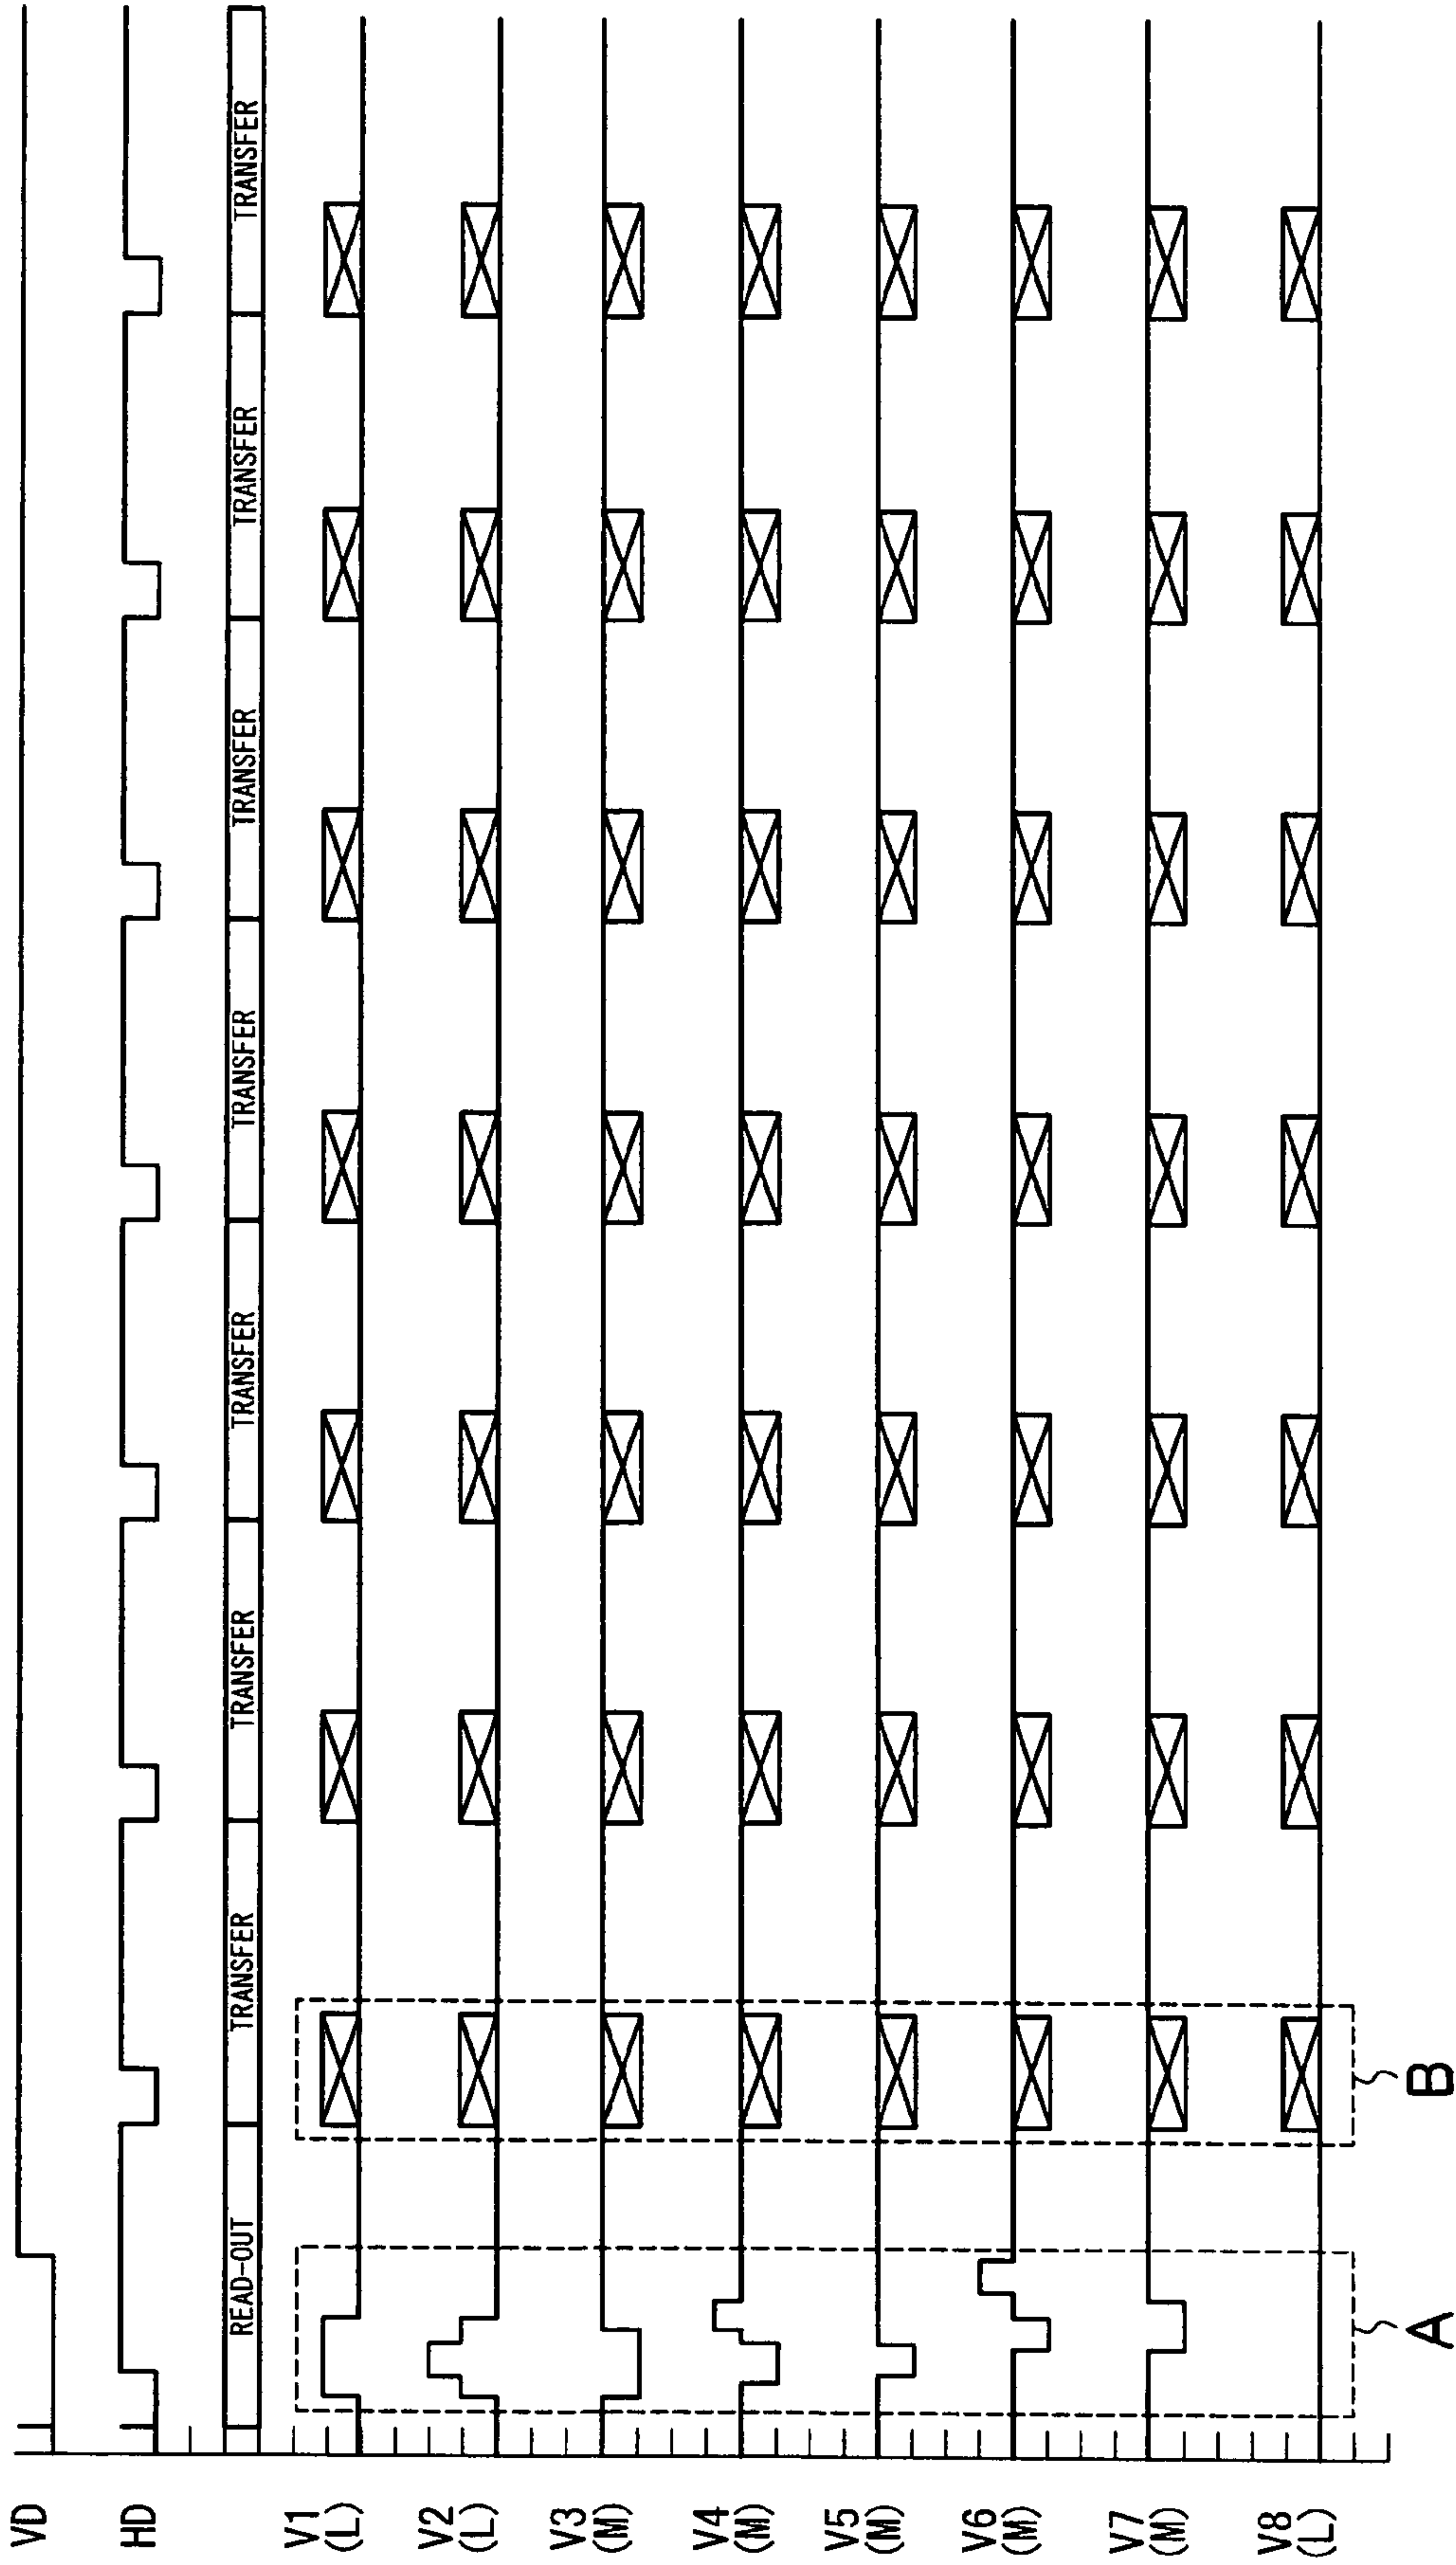 VD
HD
READ-OUT TRANSFER TRANSFER TRANSFER TRANSFER TRANSFER TRANSFER TRANSFER
V1
(L)
V2
(L)
V3
(M)
V4
(M)
V5
(M)
V6
(M)
V7
(M)
V8
(L)
A B